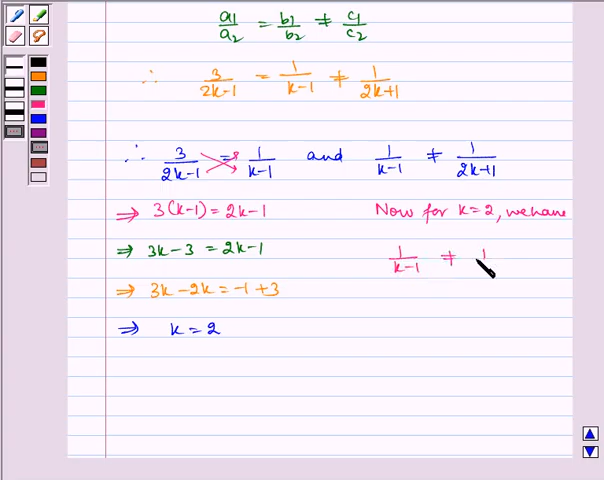 a1/a2 = b1/b2 ≠ c1/c2
∴ 3/2k-1 = 1/k-1 ≠ 1/2k+1
∴ 3/2k-1 = 1/k-1 and 1/k-1 ≠ 1/2k+1
⇒ 3(k-1) = 2k-1 Now for k=2, we have
⇒ 3k-3 = 2k-1 1/k-1 ≠ 1
⇒ 3k-2k = -1+3
⇒ k=2